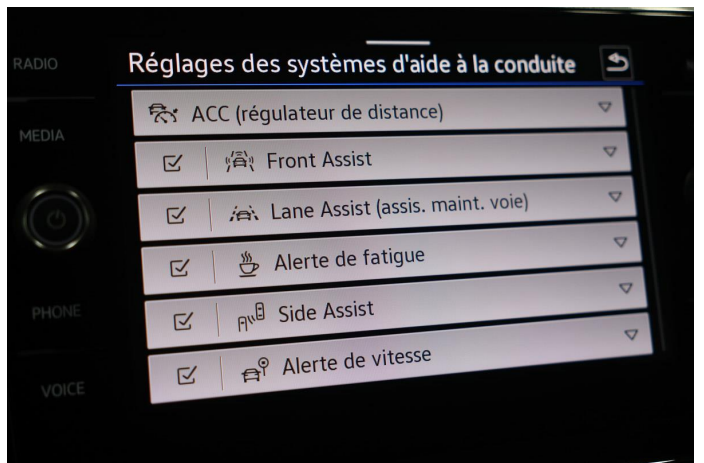 RADIO
Réglages des systèmes d'aide à la conduite
MEDIA
ACC (régulateur de distance)
Front Assist
Lane Assist (assis. maint. voie)
Alerte de fatigue
PHONE
Side Assist
VOICE
Alerte de vitesse